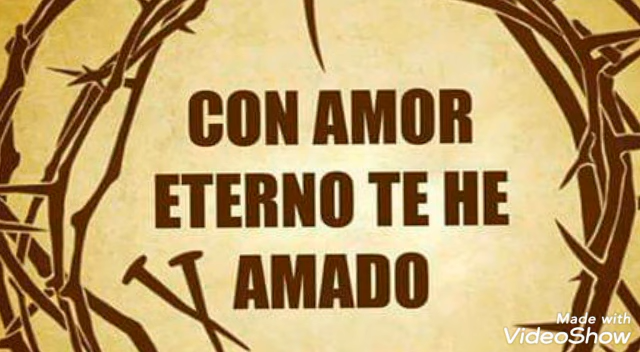 CON AMOR
ETERNO TE HE
AMADO
Made with
VideoShow